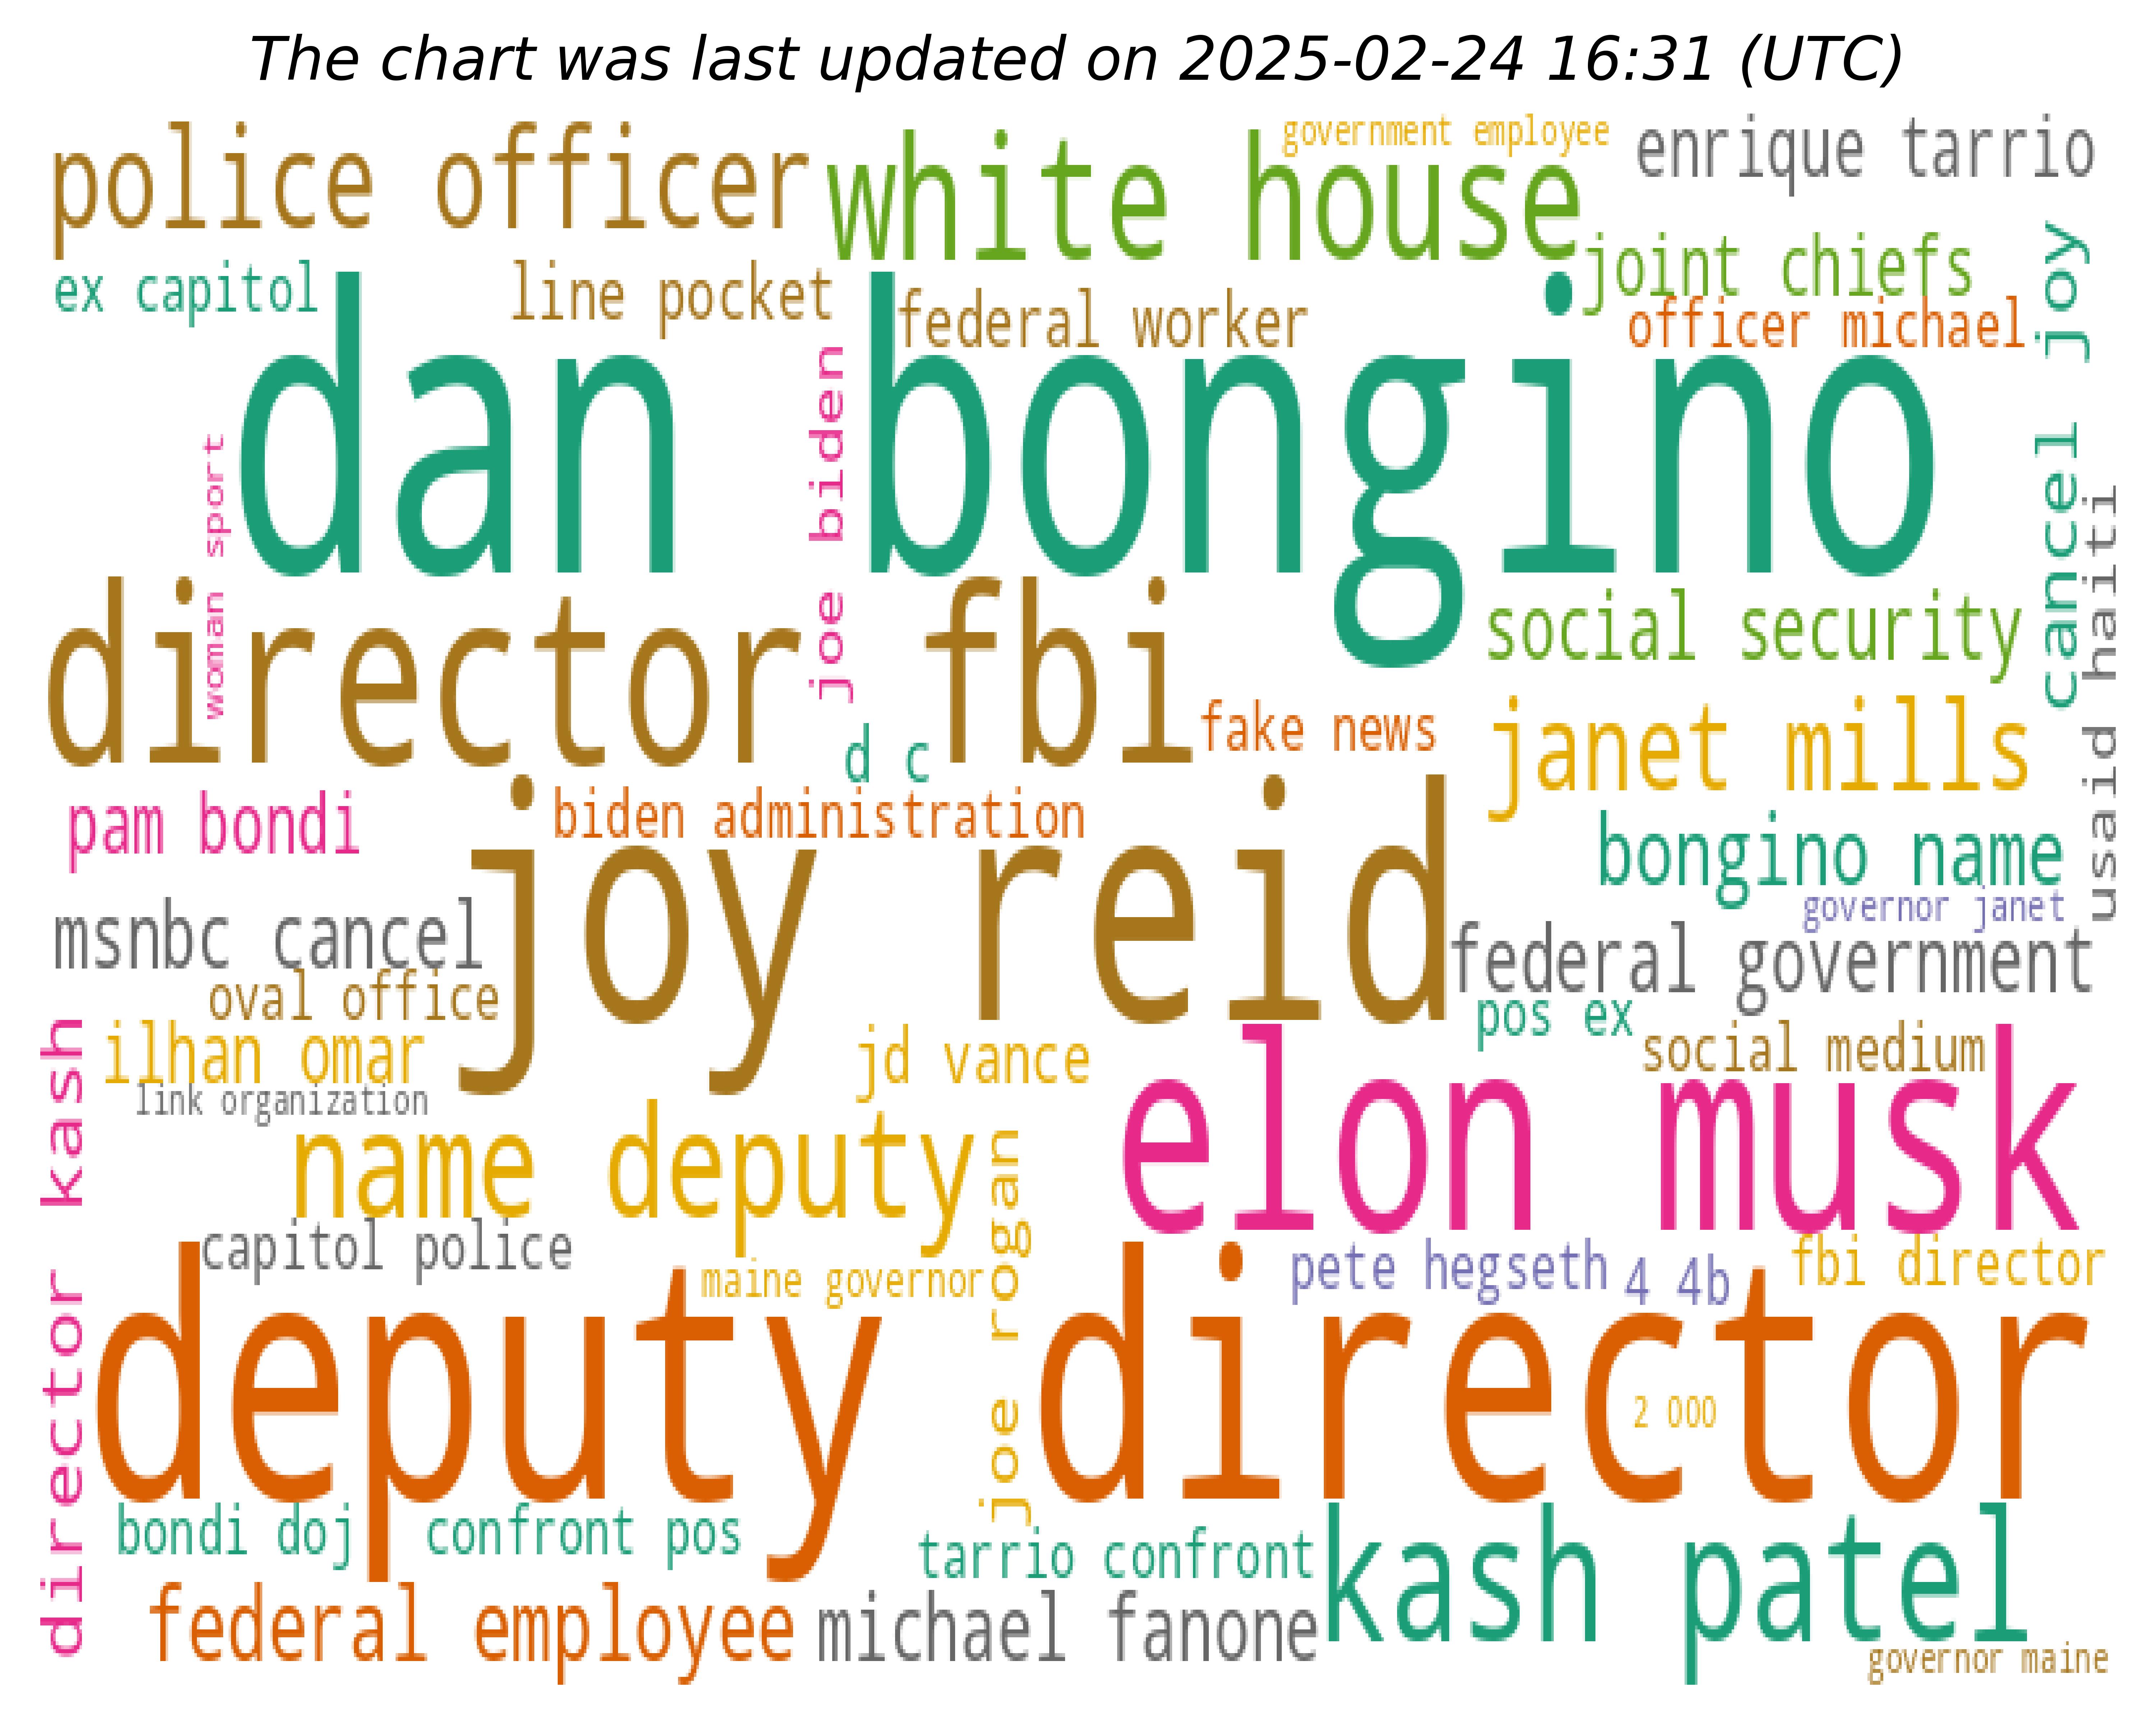 The chart was last updated on 2025-02-24 16:31 (UTC)
police officer
white house
government employee
enrique tarrio
ex capitol
line pocket
federal worker
joint chiefs
officer michael
cancel joy
dan bongino
joe biden
woman sport
usaid haiti
director fbi
social security
fake news
d c
janet mills
pam bondi
biden administration
joy reid
bongino name
governor janet
msnbc cancel
federal government
oval office
pos ex
ilhan omar
jd vance
social medium
link organization
elon musk
name deputy
joe rogan
director kash
capitol police
maine governor
pete hegseth
4 4b
fbi director
deputy director
2 000
bondi doj
confront pos
tarrio confront
kash patel
federal employee
michael fanone
governor maine